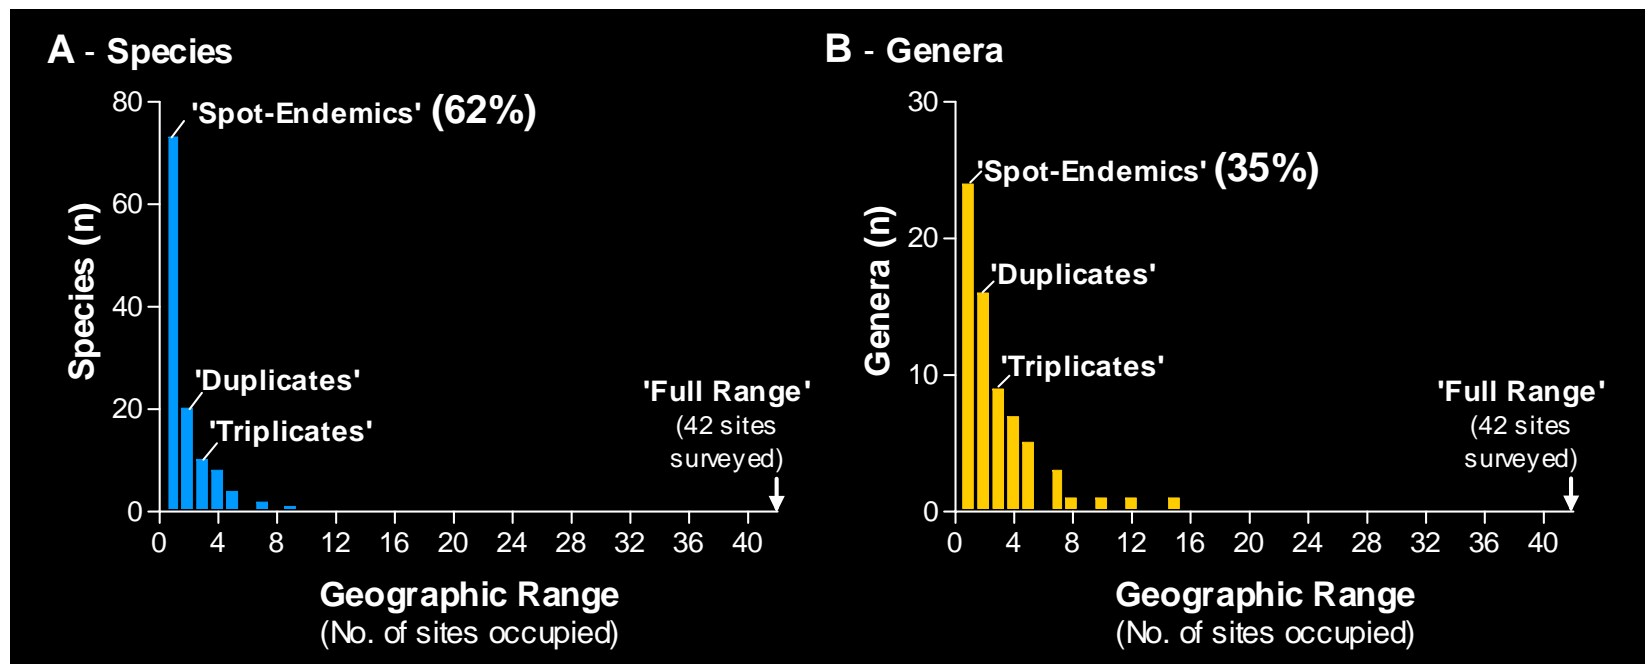 A - Species
80
'Spot-Endemics' (62%)
60
40
20
0
Species (n)
'Duplicates'
'Triplicates'
'Full Range'
(42 sites
surveyed)
0 4 8 12 16 20 24 28 32 36 40
Geographic Range
(No. of sites occupied)
B - Genera
30
20
10
0
Genera (n)
'Spot-Endemics' (35%)
'Duplicates'
'Triplicates'
'Full Range'
(42 sites
surveyed)
0 4 8 12 16 20 24 28 32 36 40
Geographic Range
(No. of sites occupied)